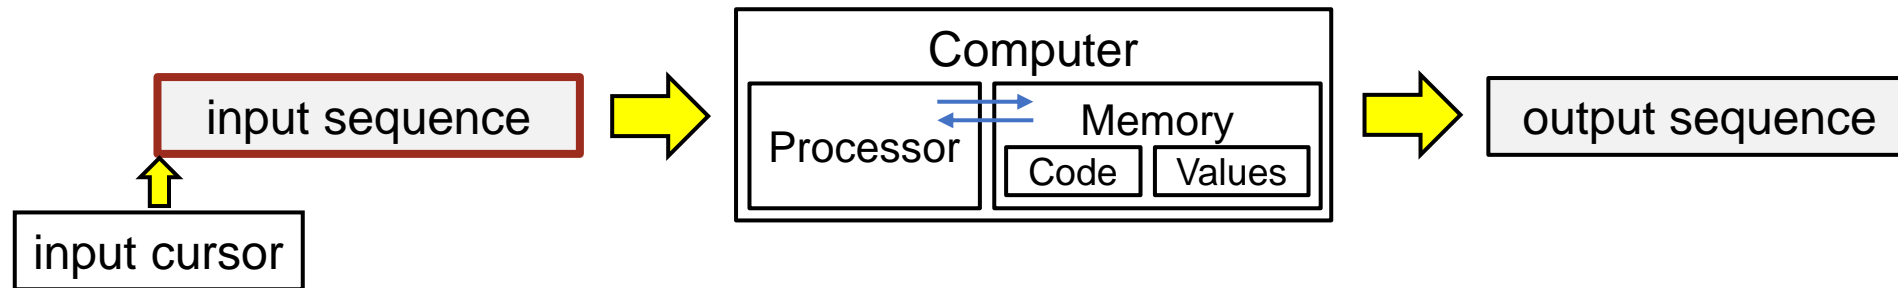 Computer
input sequence
Processor
Memory
Code
Values
output sequence
input cursor